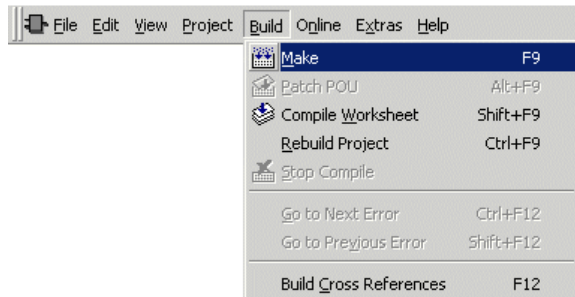 File Edit View Project Build Online Extras Help
Make F9
Patch POU Alt+F9
Compile Worksheet Shift+F9
Rebuild Project Ctrl+F9
Stop Compile
Go to Next Error Ctrl+F12
Go to Previous Error Shift+F12
Build Cross References F12